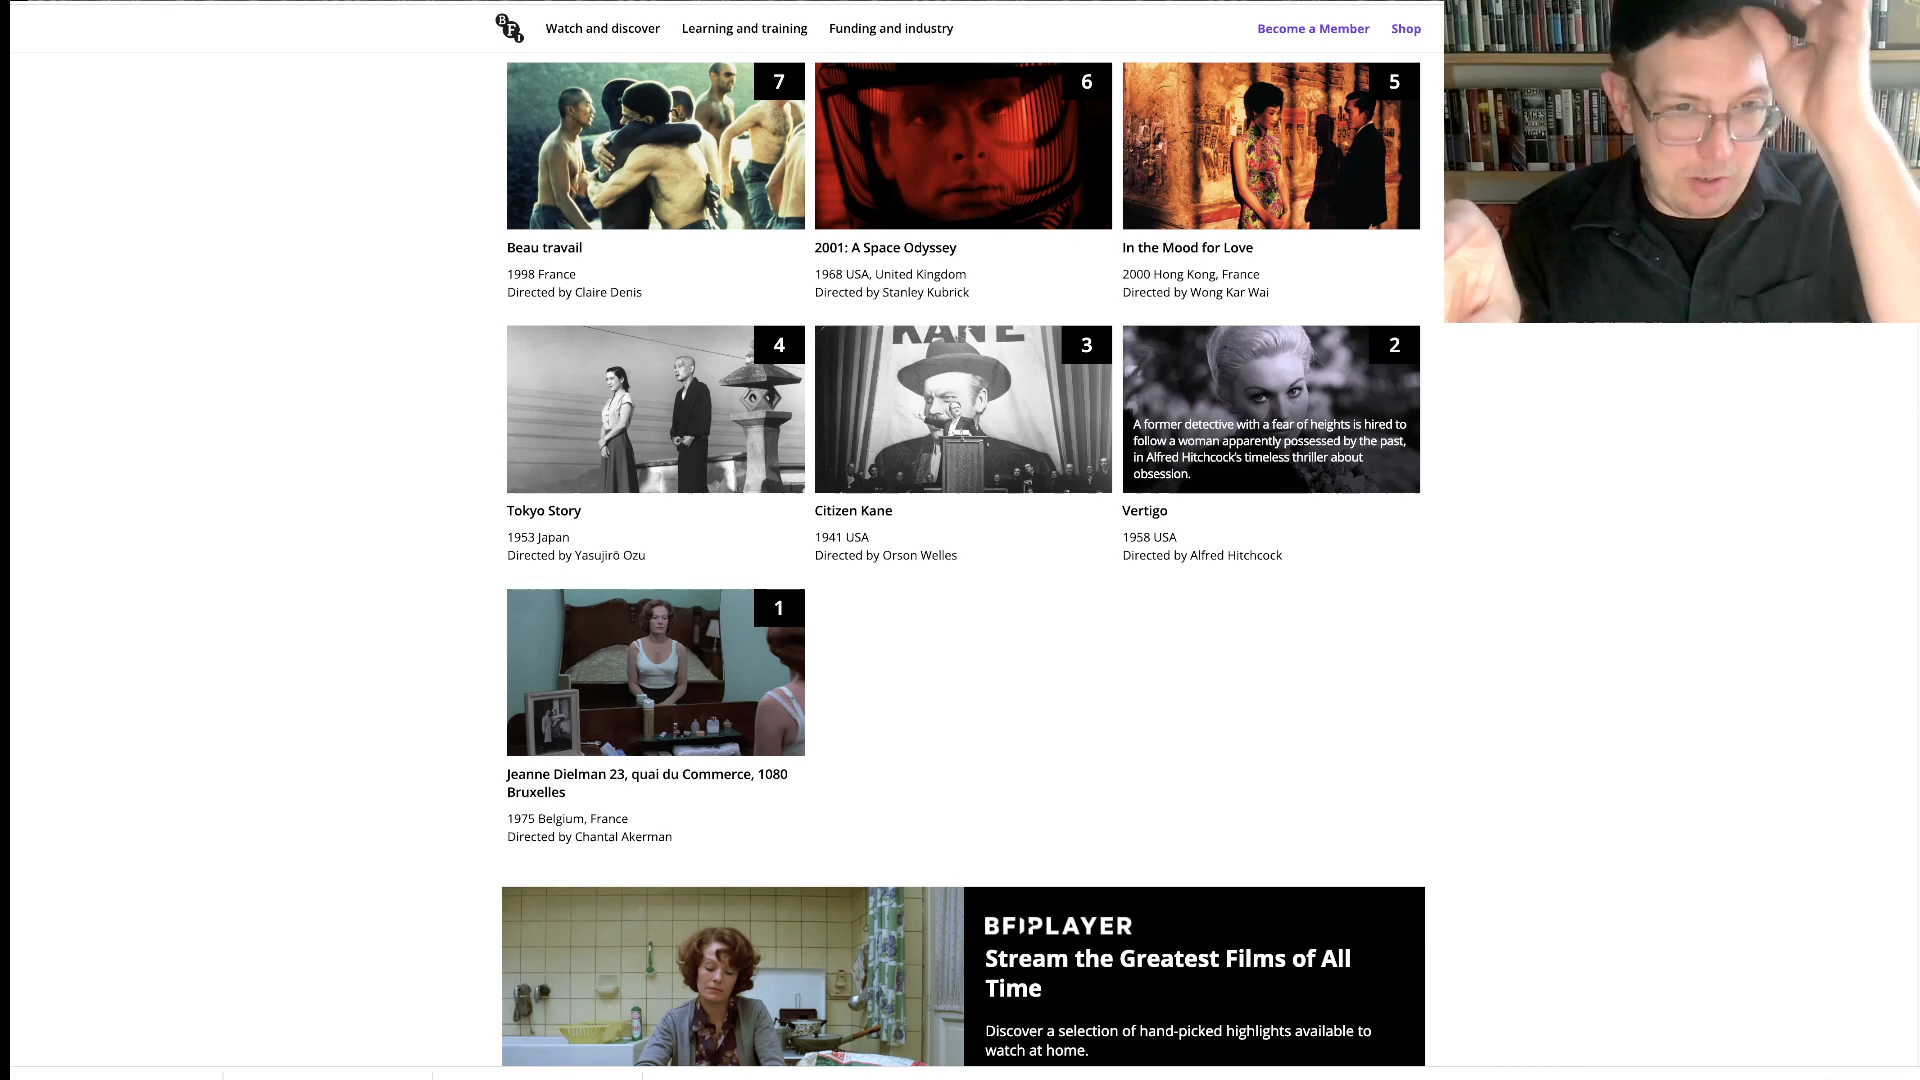 BFI
Watch and discover
Learning and training
Funding and industry
Become a Member
Shop
7
6
5
Beau travail
1998 France
Directed by Claire Denis
2001: A Space Odyssey
1968 USA, United Kingdom
Directed by Stanley Kubrick
In the Mood for Love
2000 Hong Kong, France
Directed by Wong Kar Wai
4
KANE
3
2
A former detective with a fear of heights is hired to
follow a woman apparently possessed by the past,
in Alfred Hitchcock's timeless thriller about
obsession.
Tokyo Story
1953 Japan
Directed by Yasujirō Ozu
Citizen Kane
1941 USA
Directed by Orson Welles
Vertigo
1958 USA
Directed by Alfred Hitchcock
1
Jeanne Dielman 23, quai du Commerce, 1080
Bruxelles
1975 Belgium, France
Directed by Chantal Akerman
BFI PLAYER
Stream the Greatest Films of All
Time
Discover a selection of hand-picked highlights available to
watch at home.